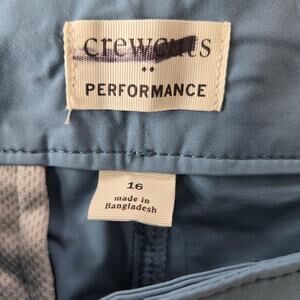 crewcuts
PERFORMANCE
16
made in
Bangladesh